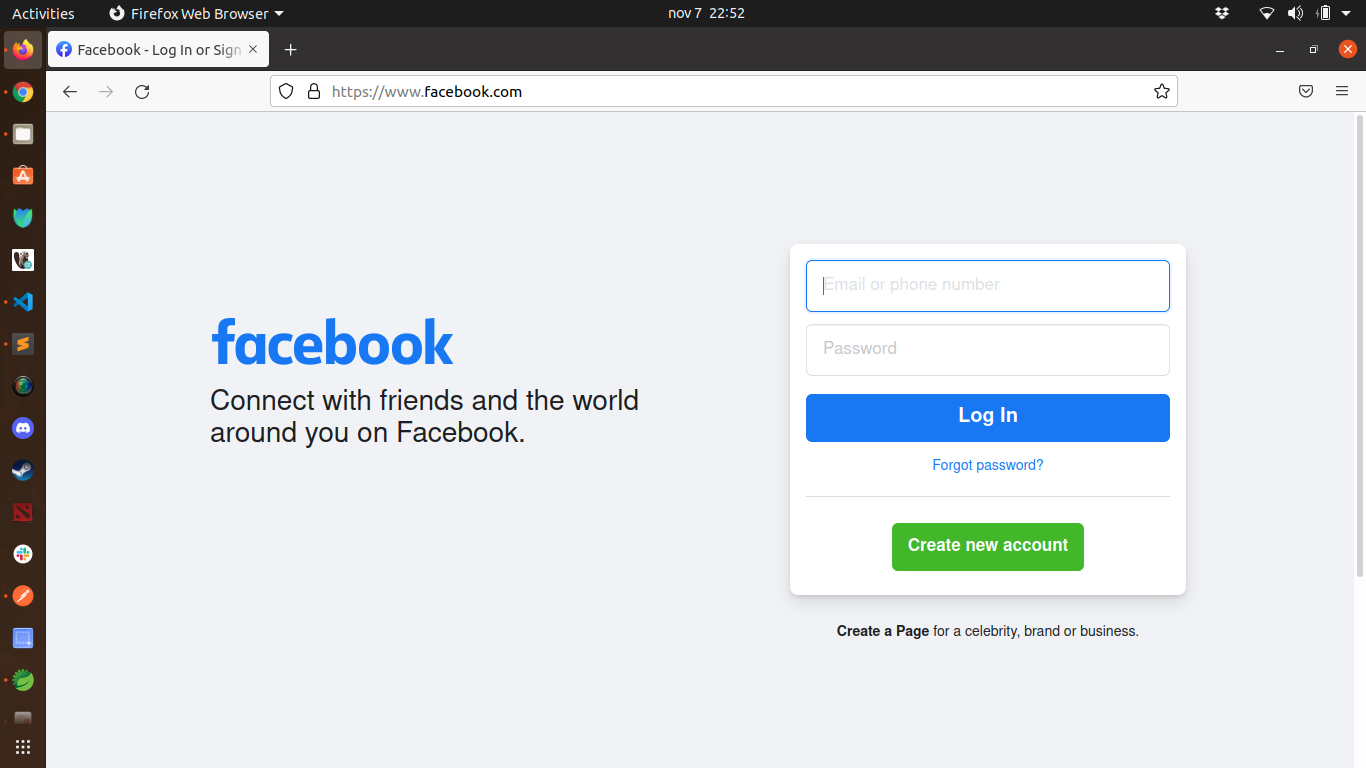 Activities
Firefox Web Browser
nov 7 22:52
Facebook - Log In or Sign
https://www.facebook.com
facebook
Connect with friends and the world
around you on Facebook.
Email or phone number
Password
Log In
Forgot password?
Create new account
Create a Page for a celebrity, brand or business.